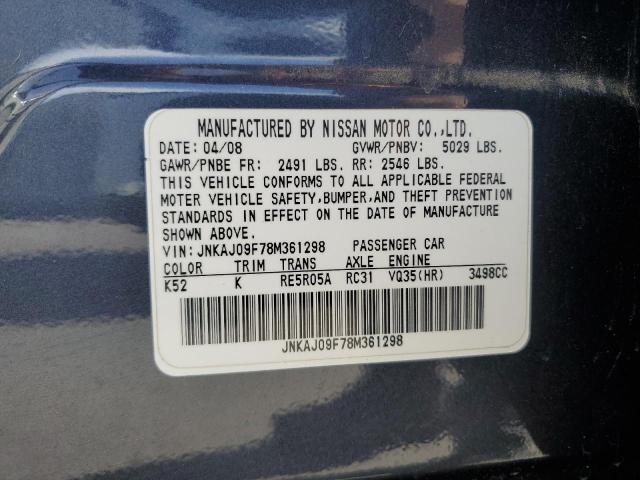 MANUFACTURED BY NISSAN MOTOR CO.,LTD.
DATE: 04/08 GVWR/PNBV: 5029 LBS.
GAWR/PNBE FR: 2491 LBS. RR: 2546 LBS.
THIS VEHICLE CONFORMS TO ALL APPLICABLE FEDERAL
MOTOR VEHICLE SAFETY,BUMPER,AND THEFT PREVENTION
STANDARDS IN EFFECT ON THE DATE OF MANUFACTURE
SHOWN ABOVE.
VIN: JNKAJ09F78M361298 PASSENGER CAR
COLOR TRIM TRANS AXLE ENGINE
K52 K RE5R05A RC31 VQ35(HR) 3498CC
JNKAJ09F78M361298